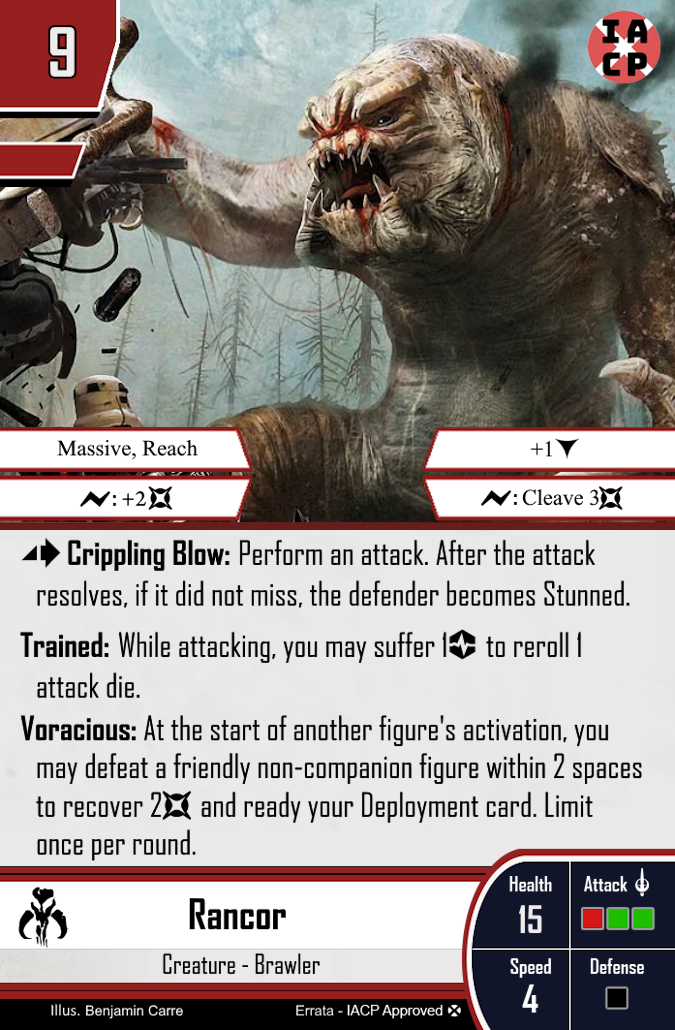 9
IA
CP
Massive, Reach
+1
: +2
: Cleave 3
Crippling Blow: Perform an attack. After the attack
resolves, if it did not miss, the defender becomes Stunned.
Trained: While attacking, you may suffer 1 to reroll 1
attack die.
Voracious: At the start of another figure's activation, you
may defeat a friendly non-companion figure within 2 spaces
to recover 2 and ready your Deployment card. Limit
once per round.
Rancor
Creature - Brawler
Health
15
Attack
Speed
4
Defense
Illus. Benjamin Carre
Errata - IACP Approved